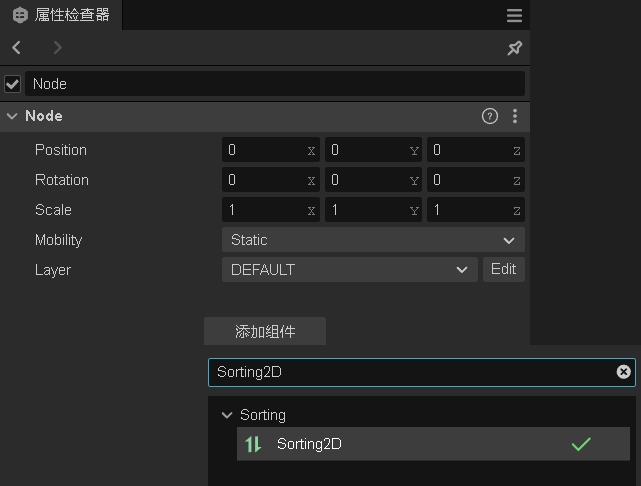 属性检查器
Node
Node
Position 0 X 0 Y 0 Z
Rotation 0 X 0 Y 0 Z
Scale 1 X 1 Y 1 Z
Mobility Static
Layer DEFAULT Edit
添加组件
Sorting2D
Sorting
Sorting2D